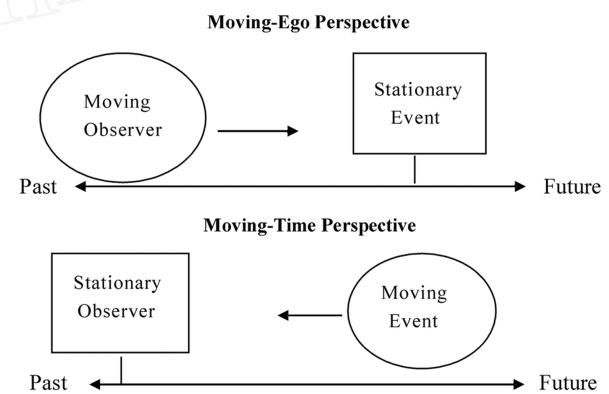 Moving-Ego Perspective
Moving
Observer
Stationary
Event
Past
Future
Moving-Time Perspective
Stationary
Observer
Moving
Event
Past
Future